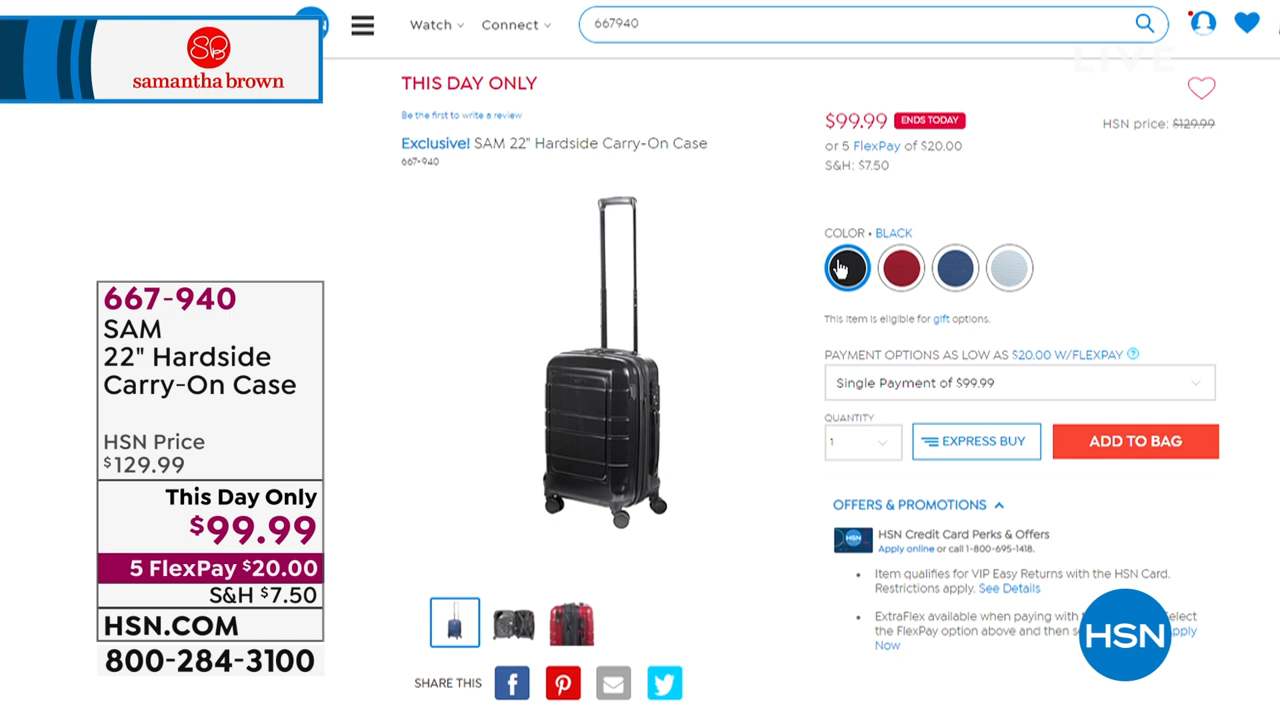 SB
samantha brown
Watch
Connect
667940
LIVE
THIS DAY ONLY
Be the first to write a review
Exclusive! SAM 22" Hardside Carry-On Case
667-940
$99.99 ENDS TODAY
HSN price: $129.99
or 5 FlexPay of $20.00
S&H: $7.50
COLOR • BLACK
This item is eligible for gift options.
PAYMENT OPTIONS AS LOW AS $20.00 W/FLEXPAY ?
Single Payment of $99.99
QUANTITY
1
EXPRESS BUY
ADD TO BAG
OFFERS & PROMOTIONS
HSN
HSN Credit Card Perks & Offers
Apply online or call 1-800-695-1418.
• Item qualifies for VIP Easy Returns with the HSN Card.
Restrictions apply. See Details
• ExtraFlex available when paying with
the FlexPay option above and then
Now
HSN
SHARE THIS
667-940
SAM
22" Hardside
Carry-On Case
HSN Price
$129.99
This Day Only
$99.99
5 FlexPay $20.00
S&H $7.50
HSN.COM
800-284-3100